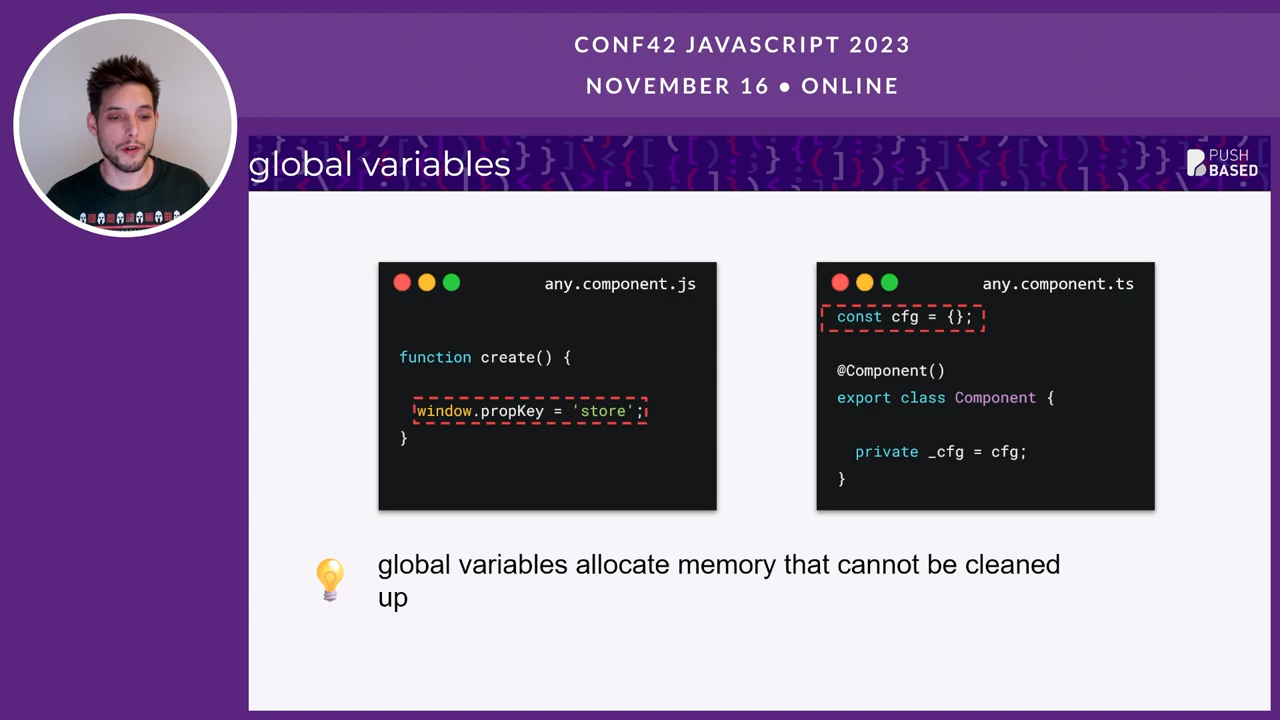 CONF42 JAVASCRIPT 2023
NOVEMBER 16 • ONLINE
global variables
PUSH
BASED
any.component.js
function create() {
window.propKey = 'store';
}
any.component.ts
const cfg = {};
@Component()
export class Component {
private _cfg = cfg;
}
global variables allocate memory that cannot be cleaned
up